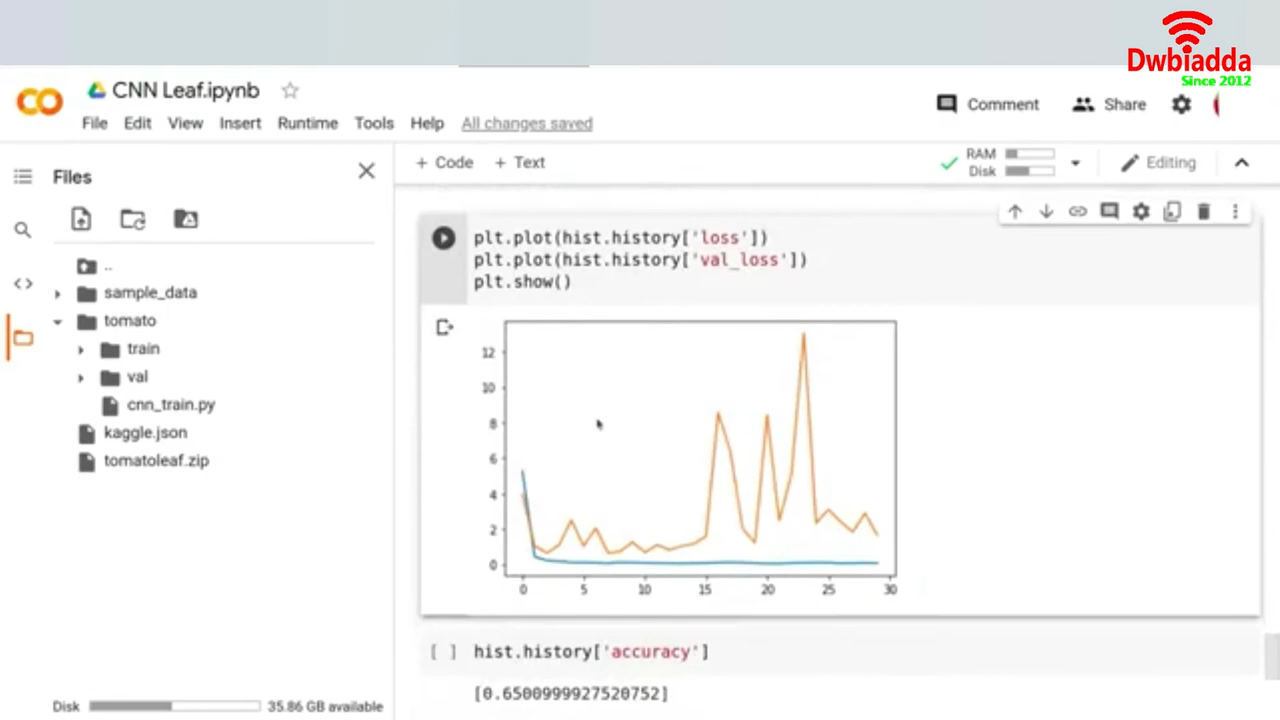 Dwbiadda
Since 2012
CNN Leaf.ipynb
File Edit View Insert Runtime Tools Help All changes saved
Comment Share
Files
+ Code + Text
RAM
Disk
Editing
..
sample_data
tomato
train
val
cnn_train.py
kaggle.json
tomatoleaf.zip
Disk 35.86 GB available
plt.plot(hist.history['loss'])
plt.plot(hist.history['val_loss'])
plt.show()
12
10
8
6
4
2
0
0 5 10 15 20 25 30
[ ] hist.history['accuracy']
[0.6500999927520752]